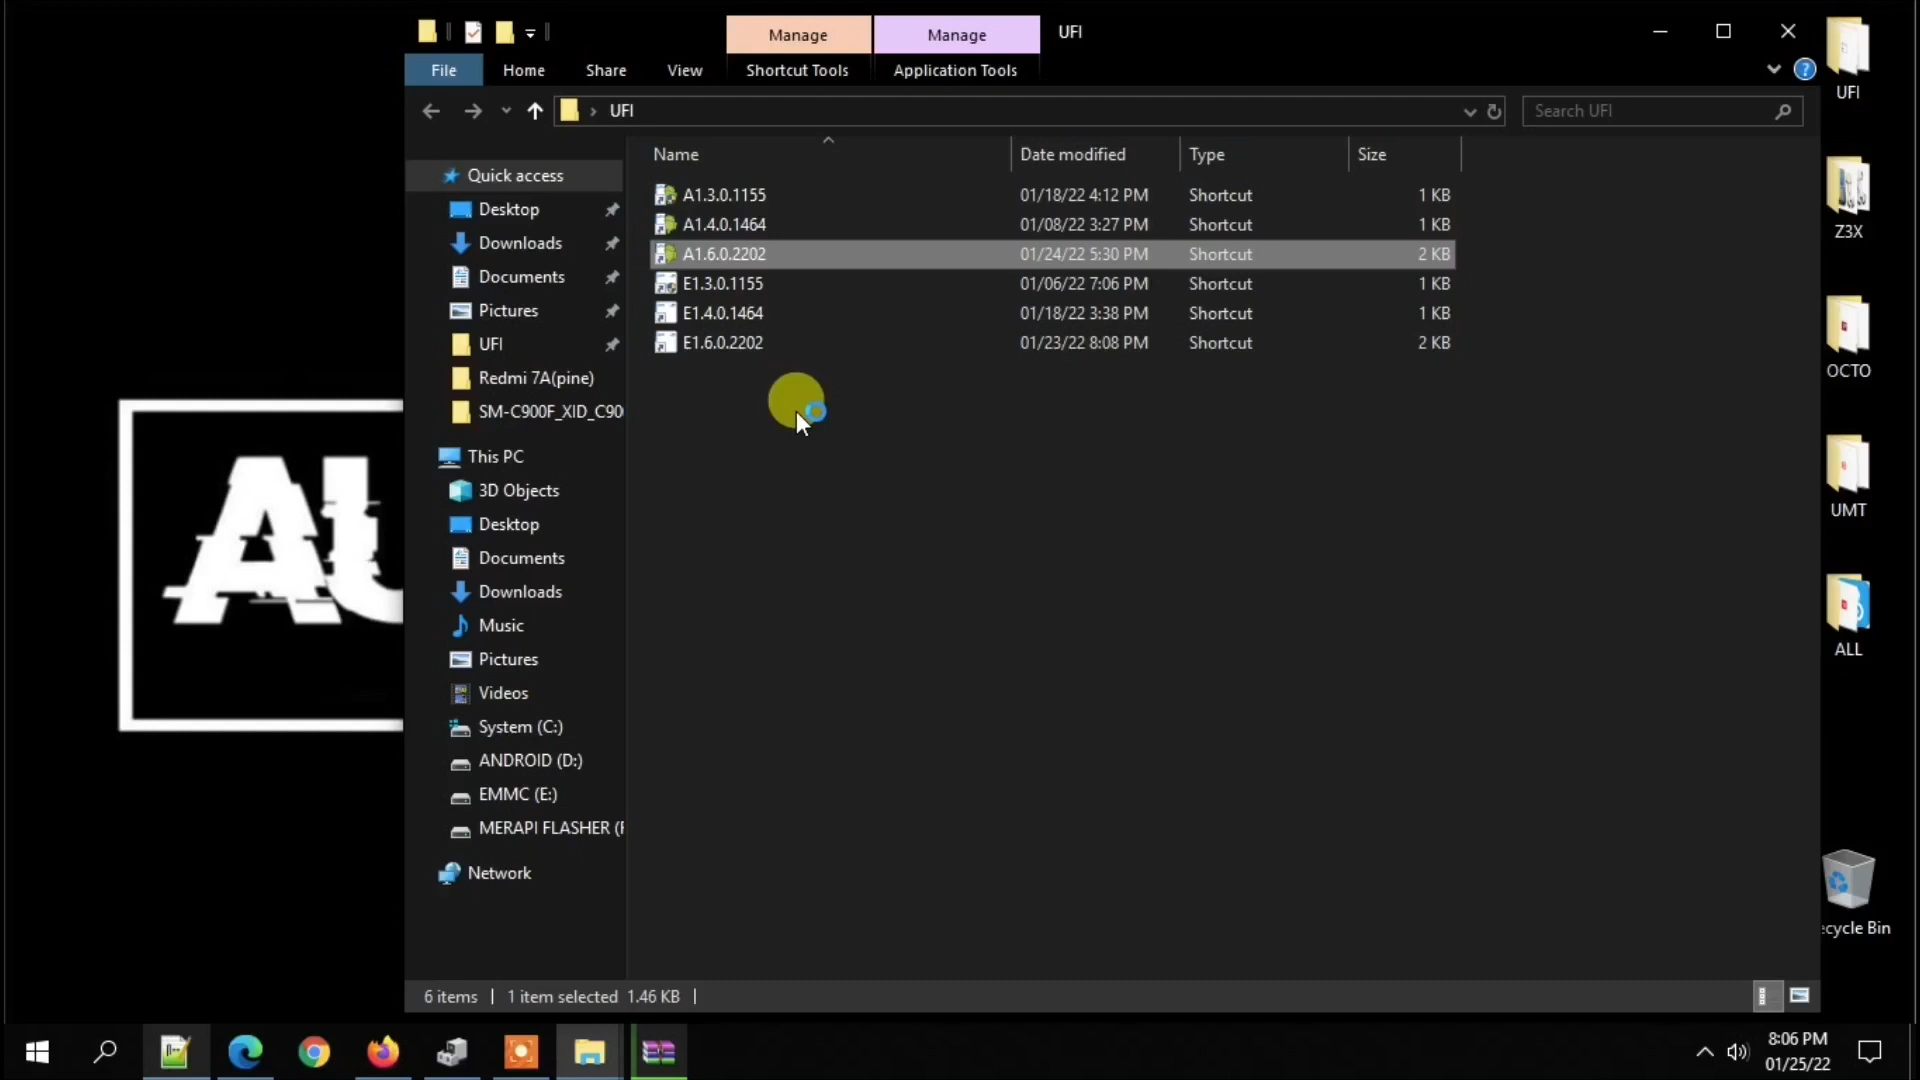 Manage
Manage
UFI
File
Home
Share
View
Shortcut Tools
Application Tools
UFI
Search UFI
Name
Date modified
Type
Size
Quick access
Desktop
Downloads
Documents
Pictures
UFI
Redmi 7A(pine)
SM-C900F_XID_C90
This PC
3D Objects
Desktop
Documents
Downloads
Music
Pictures
Videos
System (C:)
ANDROID (D:)
EMMC (E:)
MERAPI FLASHER (F
Network
A1.3.0.1155 01/18/22 4:12 PM Shortcut 1 KB
A1.4.0.1464 01/08/22 3:27 PM Shortcut 1 KB
A1.6.0.2202 01/24/22 5:30 PM Shortcut 2 KB
E1.3.0.1155 01/06/22 7:06 PM Shortcut 1 KB
E1.4.0.1464 01/18/22 3:38 PM Shortcut 1 KB
E1.6.0.2202 01/23/22 8:08 PM Shortcut 2 KB
6 items 1 item selected 1.46 KB
AU
UFI
Z3X
OCTO
UMT
ALL
ecycle Bin
8:06 PM
01/25/22